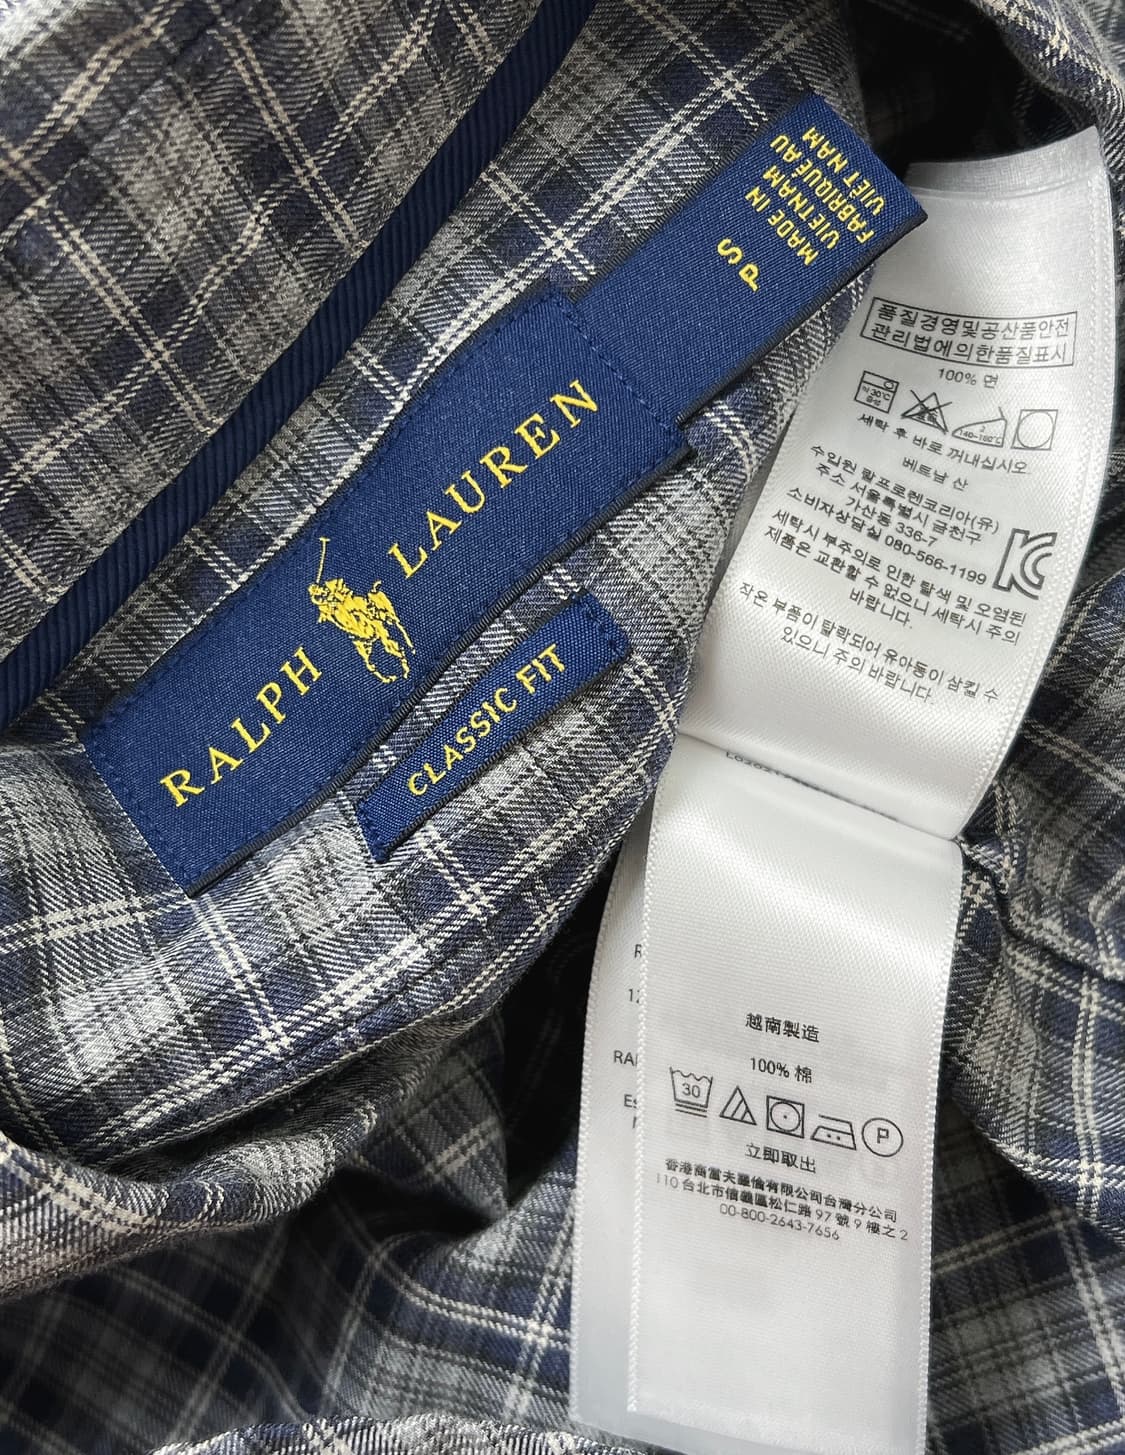 MADE IN
VIETNAM
FABRIQUE AU
VIET NAM
S
P
RALPH LAUREN
CLASSIC FIT
품질경영및공산품안전
관리법에의한품질표시
100% 면
140~160℃
세탁 후 바로 꺼내십시오
베트남 산
수입원 랄프로렌코리아(유)
주소 서울특별시 금천구
가산동 336-7
소비자상담실 080-566-1199
세탁시 부주의로 인한 탈색 및 오염된
제품은 교환할 수 없으니 세탁시 주의
바랍니다.
작은 부품이 탈락되어 유아동이 삼킬 수
있으니 주의 바랍니다.
越南製造
100% 棉
30
P
立即取出
香港商富夫羅倫有限公司台灣分公司
110 台北市信義區松仁路 97 號 9 樓之 2
00-800-2643-7656